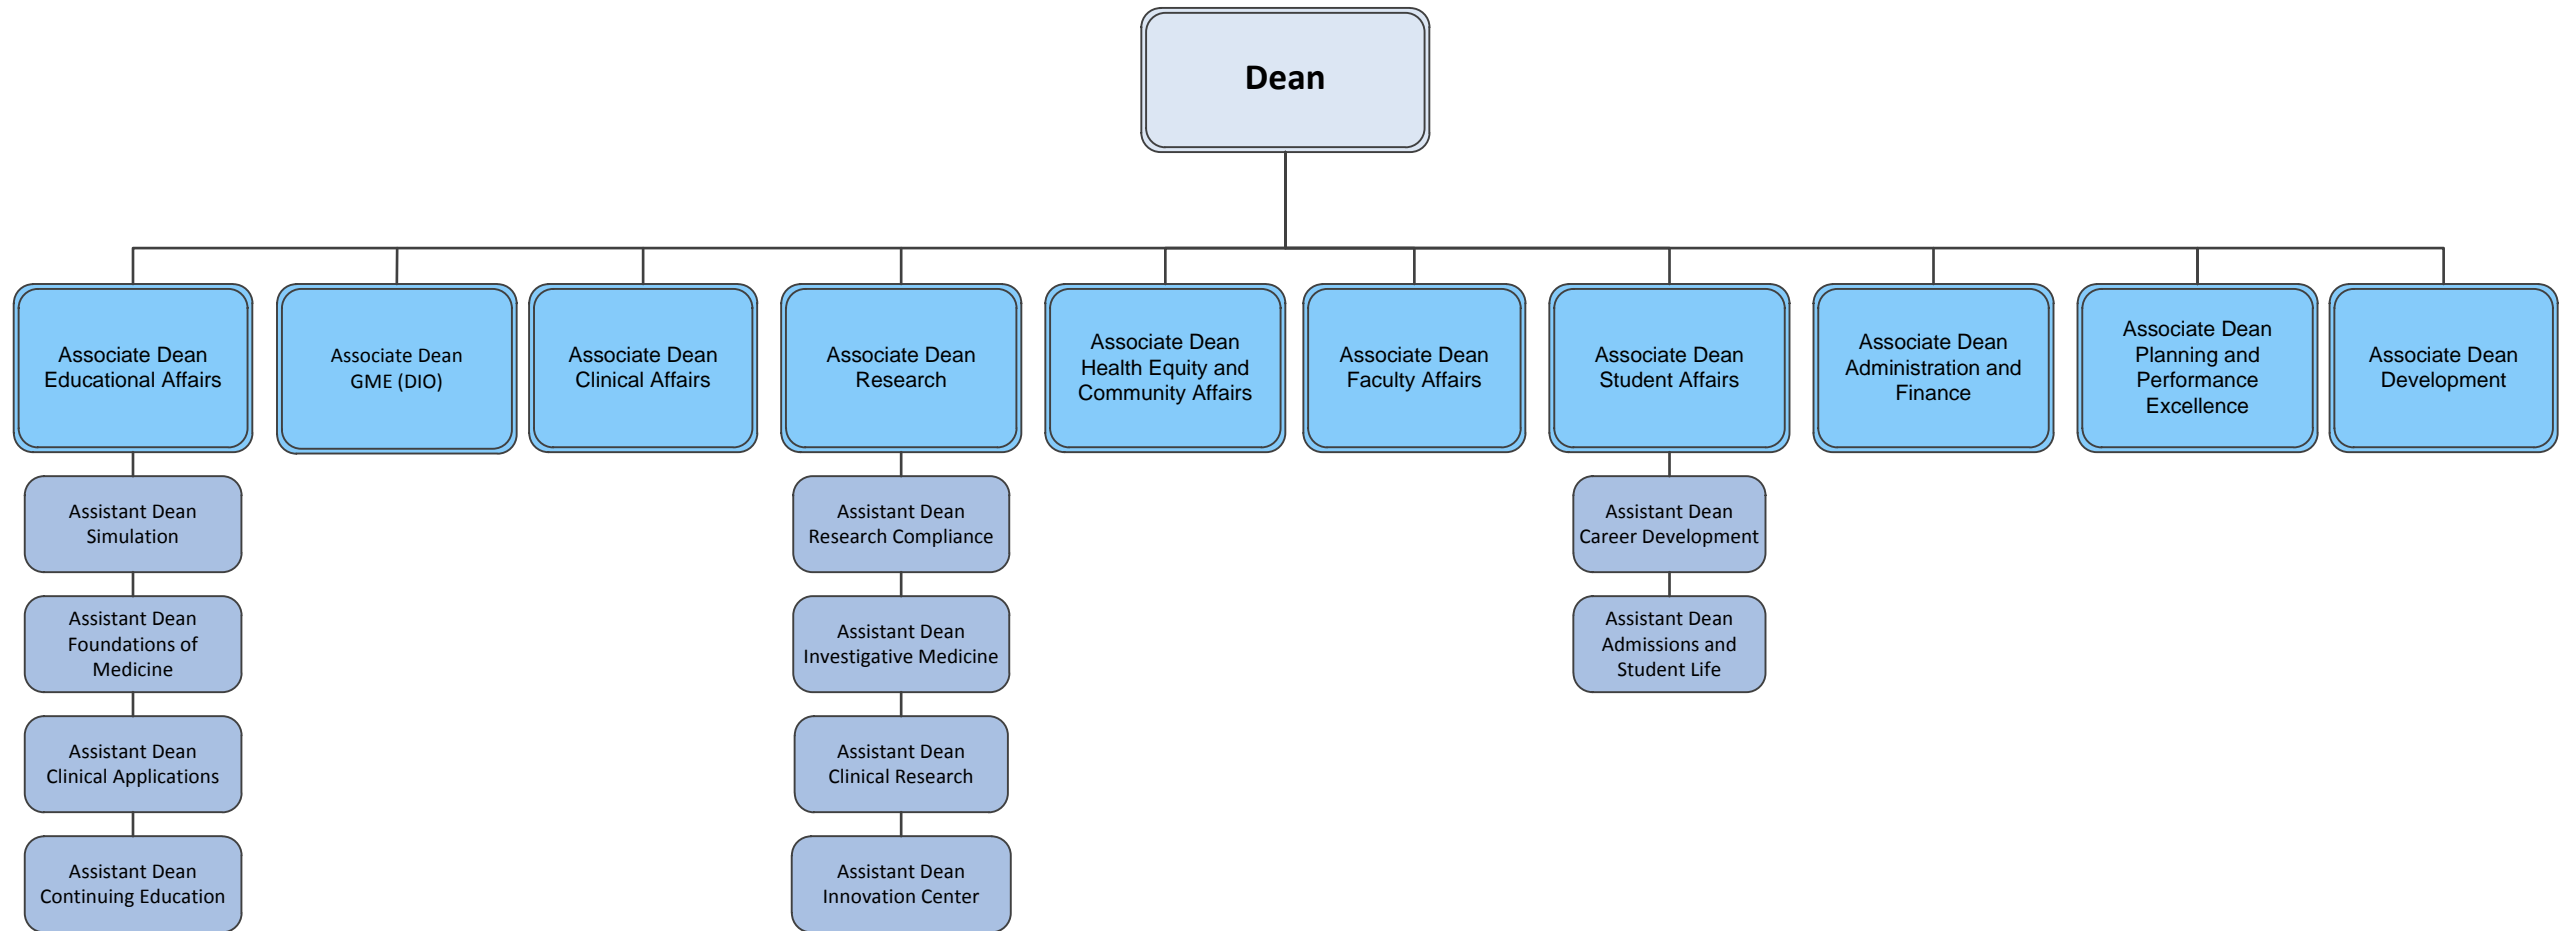 Dean
Associate Dean
Educational Affairs
Associate Dean
GME (DIO)
Associate Dean
Clinical Affairs
Associate Dean
Research
Associate Dean
Health Equity and
Community Affairs
Associate Dean
Faculty Affairs
Associate Dean
Student Affairs
Associate Dean
Administration and
Finance
Associate Dean
Planning and
Performance
Excellence
Associate Dean
Development
Assistant Dean
Simulation
Assistant Dean
Foundations of
Medicine
Assistant Dean
Clinical Applications
Assistant Dean
Continuing Education
Assistant Dean
Research Compliance
Assistant Dean
Investigative Medicine
Assistant Dean
Clinical Research
Assistant Dean
Innovation Center
Assistant Dean
Career Development
Assistant Dean
Admissions and
Student Life